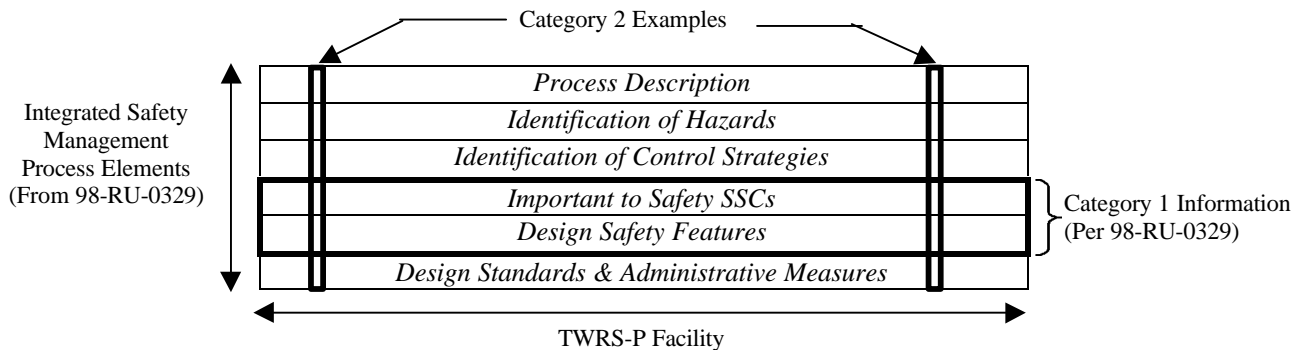 Category 2 Examples
Process Description
Identification of Hazards
Identification of Control Strategies
Important to Safety SSCs
Design Safety Features
Design Standards & Administrative Measures
Integrated Safety
Management
Process Elements
(From 98-RU-0329)
Category 1 Information
(Per 98-RU-0329)
TWRS-P Facility